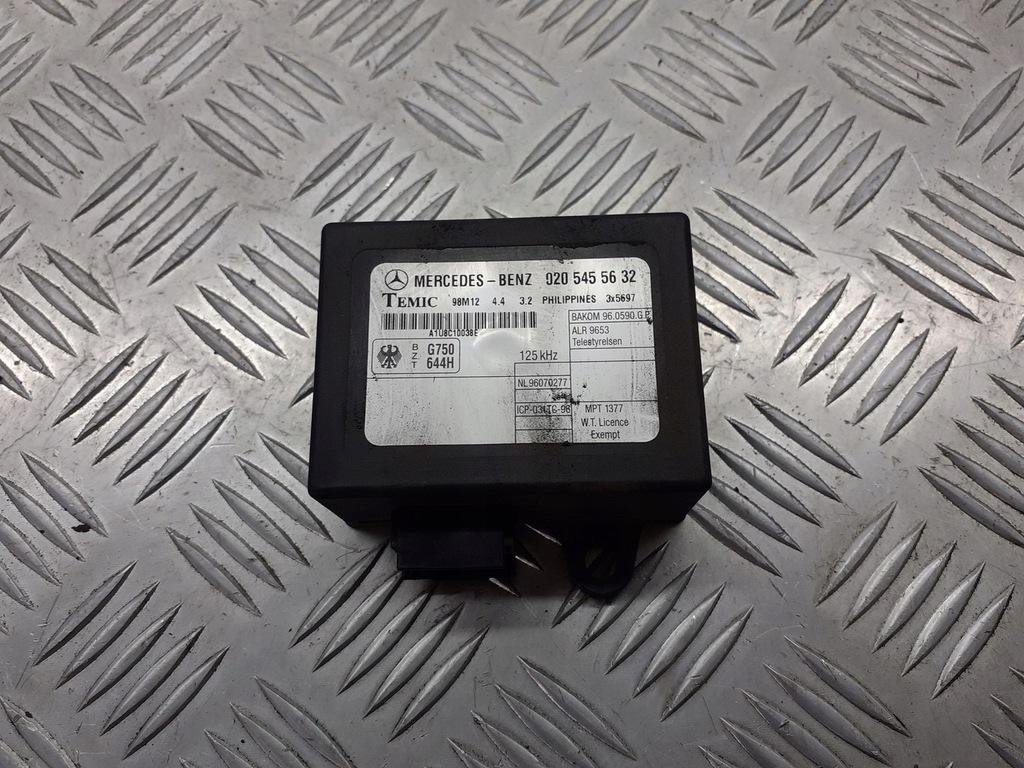 MERCEDES-BENZ 020 545 56 32
TEMIC 98M12 4.4 3.2 PHILIPPINES 3x5697
A1U8C10038E
BAKOM 96.0590.G.P
ALR 9653
Telestyrelsen
BZT G750 644H
125 kHz
NL96070277
MPT 1377
W.T. Licence
Exempt